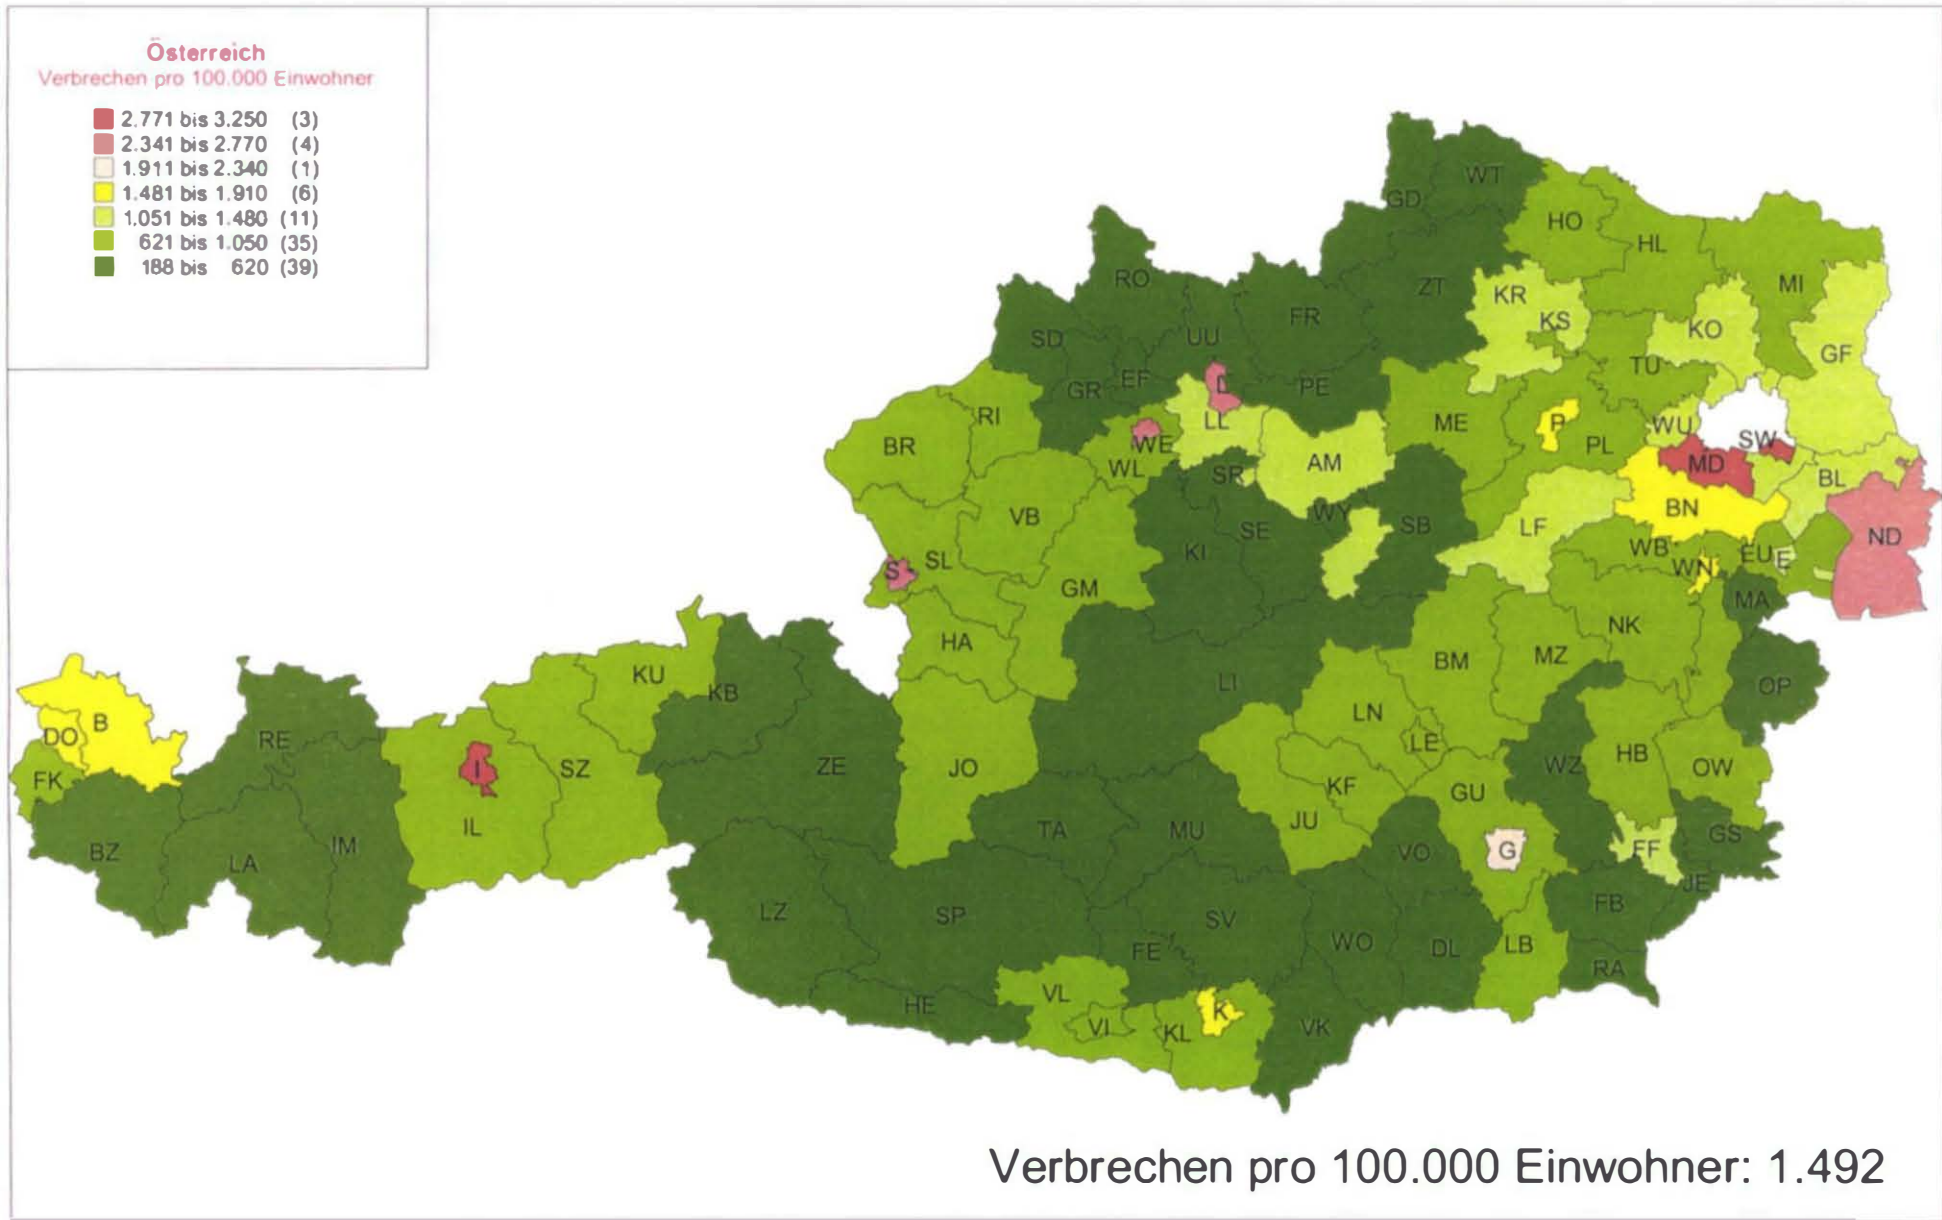 Österreich
Verbrechen pro 100.000 Einwohner
2.771 bis 3.250 (3)
2.341 bis 2.770 (4)
1.911 bis 2.340 (1)
1.481 bis 1.910 (6)
1.051 bis 1.480 (11)
621 bis 1.050 (35)
188 bis 620 (39)
WT
GD
HO
HL
RO
ZT
MI
KR
FR
KS
KO
UU
SD
GF
TU
EF
L
PE
GR
RI
LL
ME
P
WU
BR
WE
PL
SW
WL
AM
MD
SR
BL
BN
VB
WY
SB
LF
SE
ND
KI
WB
EU
E
SL
S
WN
GM
MA
NK
HA
MZ
BM
KU
LI
OP
KB
LN
B
DO
RE
LE
HB
WZ
OW
ZE
JO
I
SZ
FK
KF
GU
JU
IL
TA
MU
GS
IM
BZ
LA
VO
G
FF
JE
FB
LZ
SP
SV
WO
DL
LB
FE
RA
VL
HE
K
VI
KL
VK
Verbrechen pro 100.000 Einwohner: 1.492